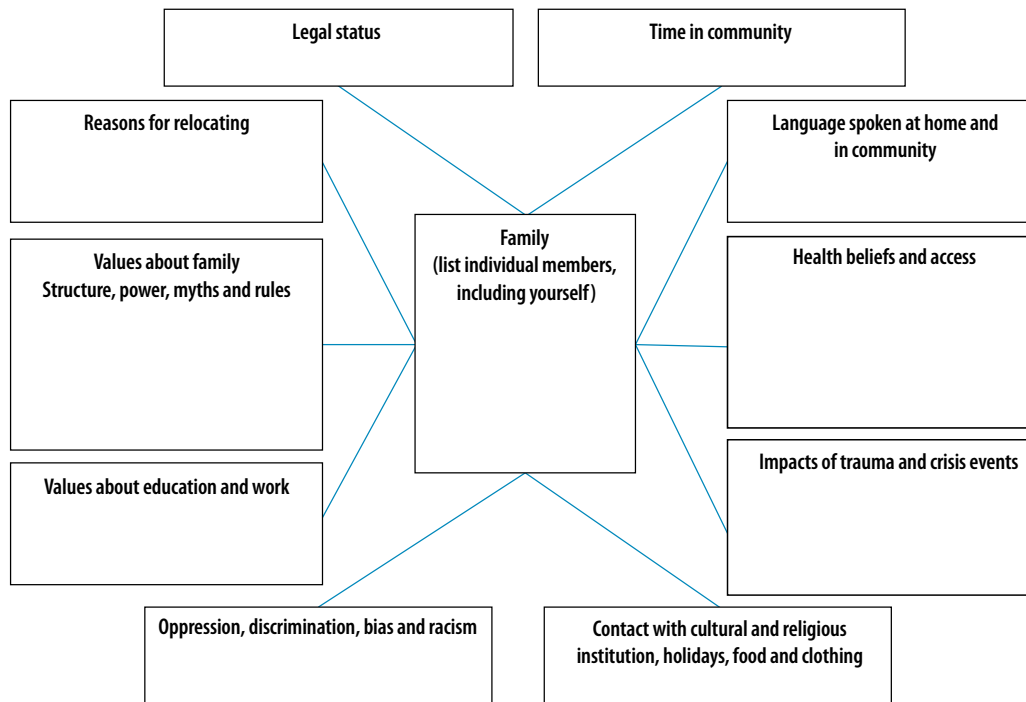 Legal status
Time in community
Reasons for relocating
Language spoken at home and
in community
Family
(list individual members,
including yourself)
Values about family
Structure, power, myths and rules
Health beliefs and access
Values about education and work
Impacts of trauma and crisis events
Oppression, discrimination, bias and racism
Contact with cultural and religious
institution, holidays, food and clothing